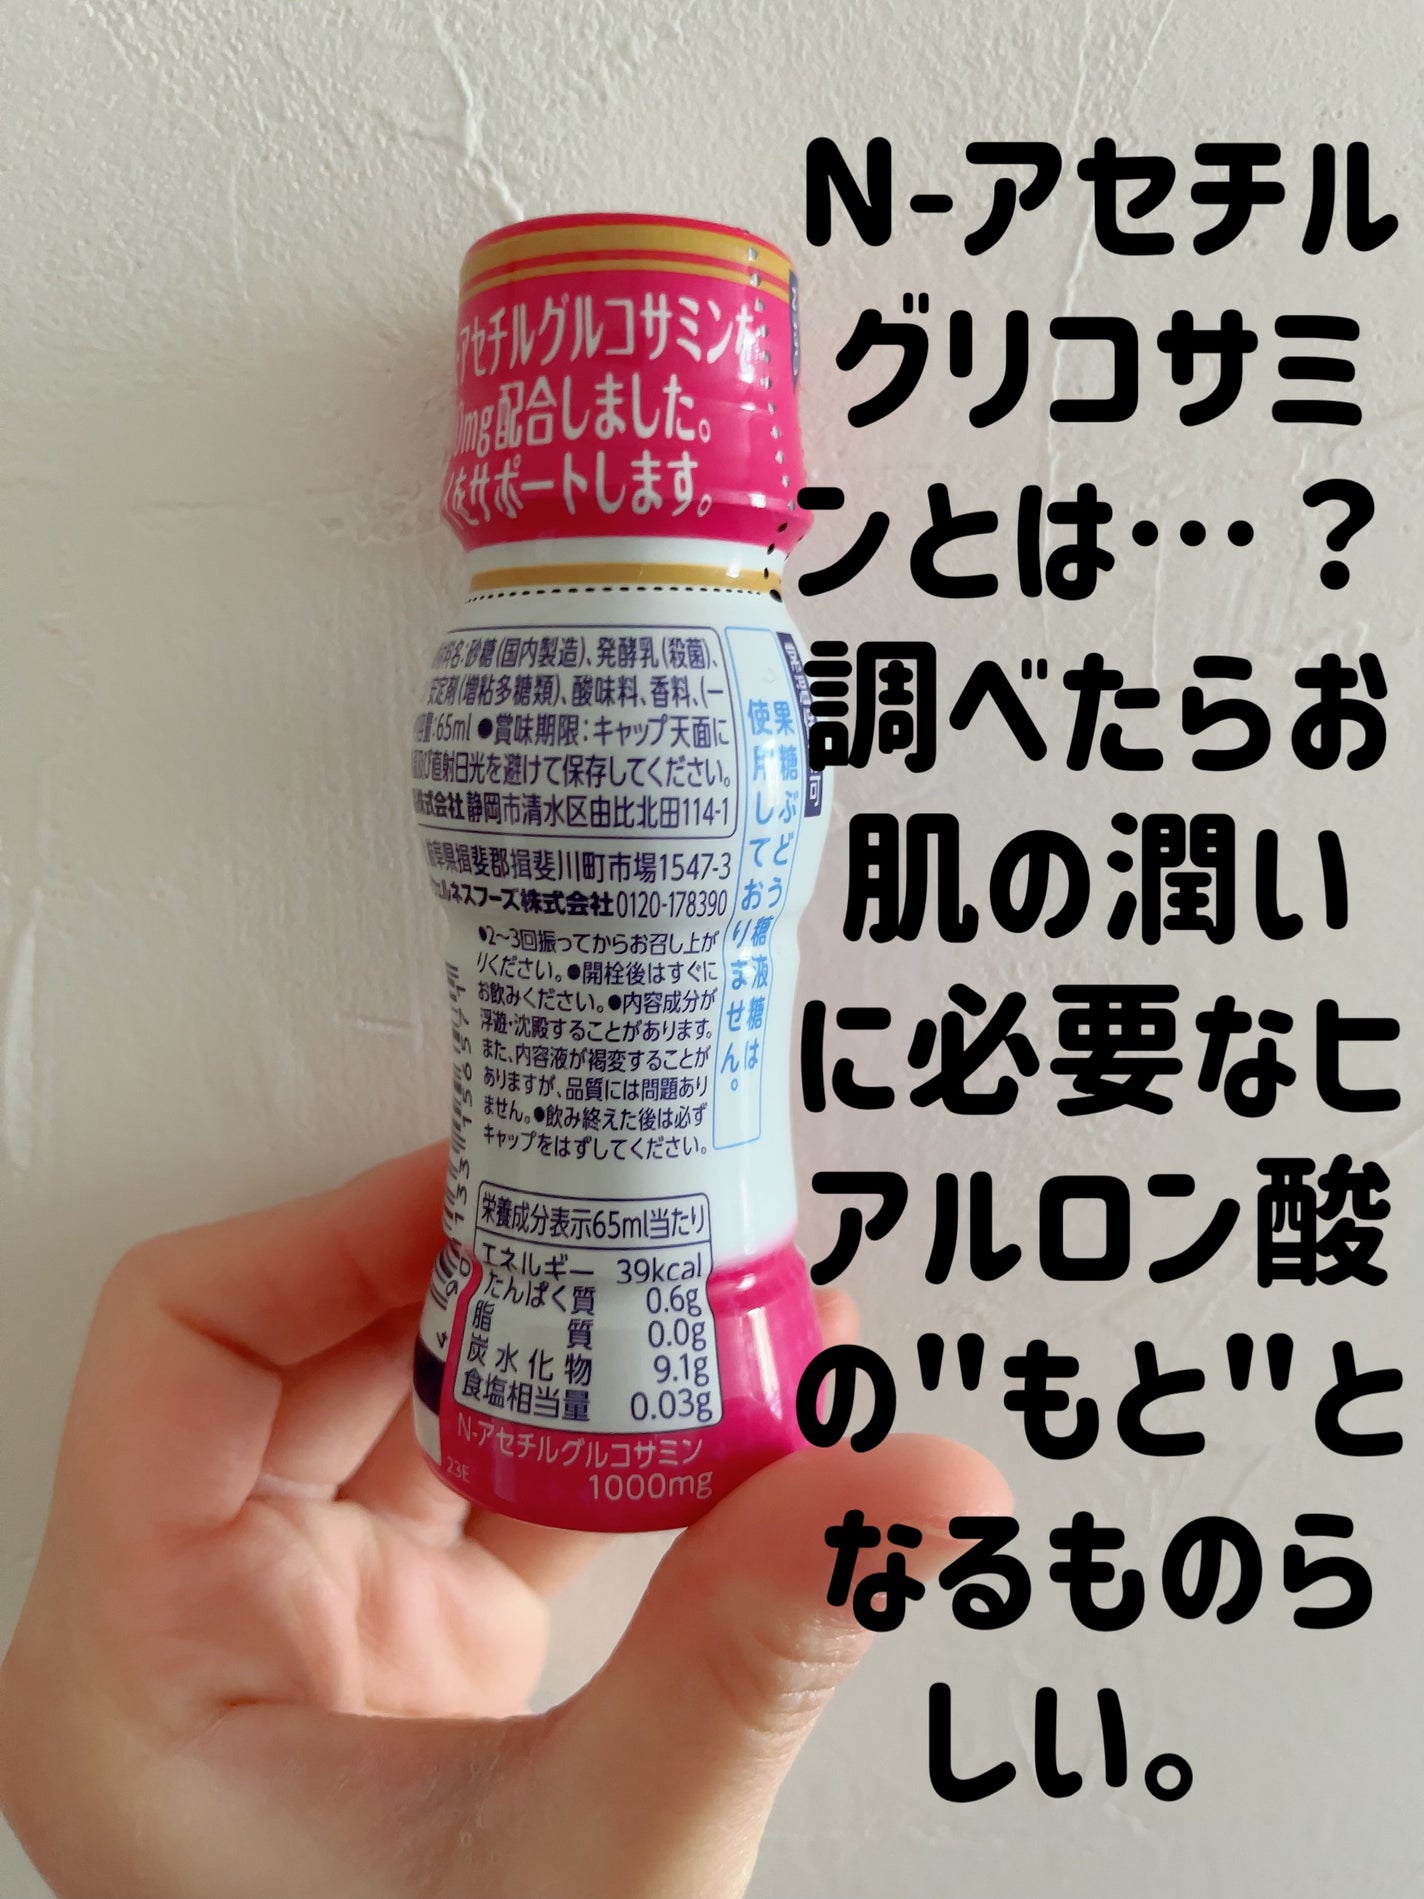 N-アセチル
グリコサミ
ンとは…？
調べたらお
肌の潤い
に必要なヒ
アルロン酸
の"もと"と
なるものら
しい。
アセチルグルコサミンを
0mg配合しました。
をサポートします。
名:砂糖(国内製造)、発酵乳(殺菌)、
安定剤(増粘多糖類)、酸味料、香料、(一
容量:65ml ●賞味期限:キャップ天面に
及び直射日光を避けて保存してください。
株式会社 静岡市清水区由比北田114-1
岐阜県揖斐郡揖斐川町市場1547-3
ウェルネスフーズ株式会社 0120-178390
●2〜3回振ってからお召し上が
りください。●開栓後はすぐに
お飲みください。●内容成分が
浮遊・沈殿することがあります。
また、内容液が褐変することが
ありますが、品質には問題あり
ません。●飲み終えた後は必ず
キャップをはずしてください。
果糖ぶどう糖液糖は
使用しておりません。
栄養成分表示65ml当たり
エネルギー 39kcal
たんぱく質 0.6g
脂質 0.0g
炭水化物 9.1g
食塩相当量 0.03g
N-アセチルグルコサミン
1000mg
23E